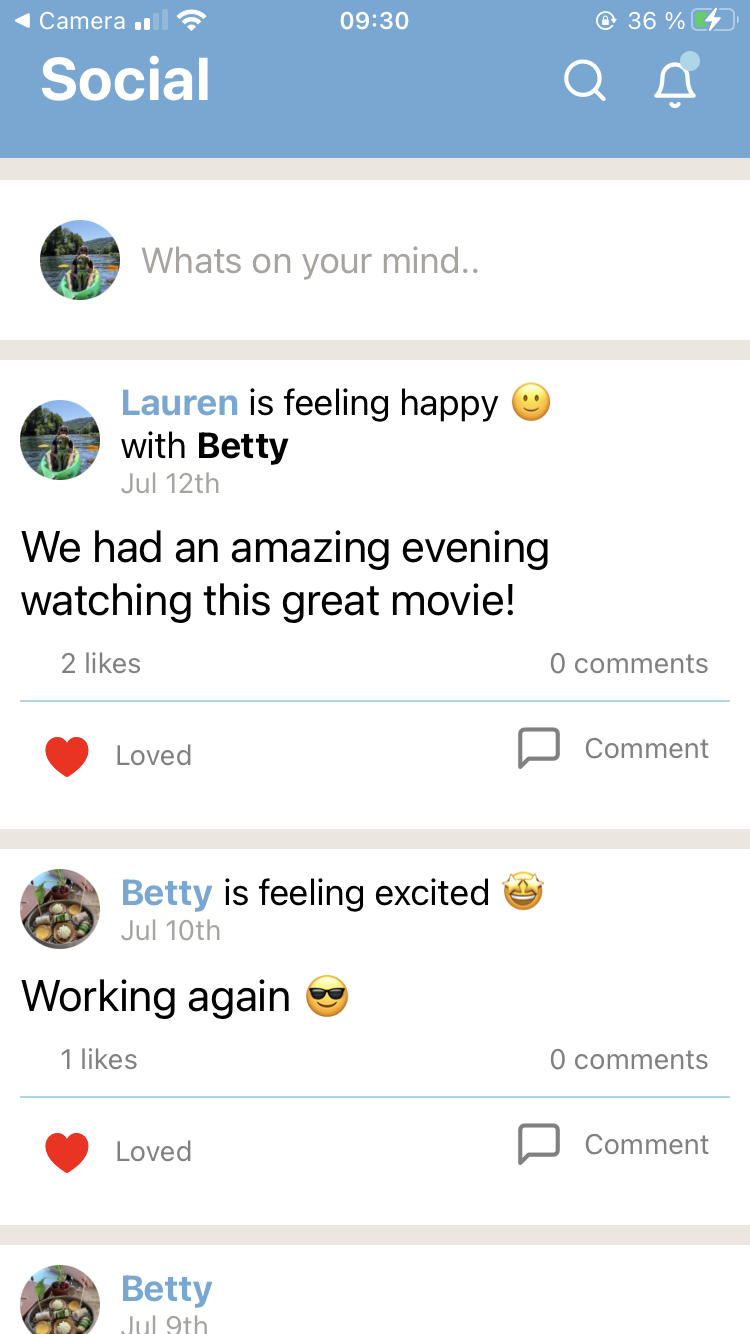 Camera 09:30 36 %
Social
Whats on your mind..
Lauren is feeling happy 🙂
with Betty
Jul 12th
We had an amazing evening
watching this great movie!
2 likes 0 comments
Loved Comment
Betty is feeling excited 🤩
Jul 10th
Working again 😎
1 likes 0 comments
Loved Comment
Betty
Jul 9th